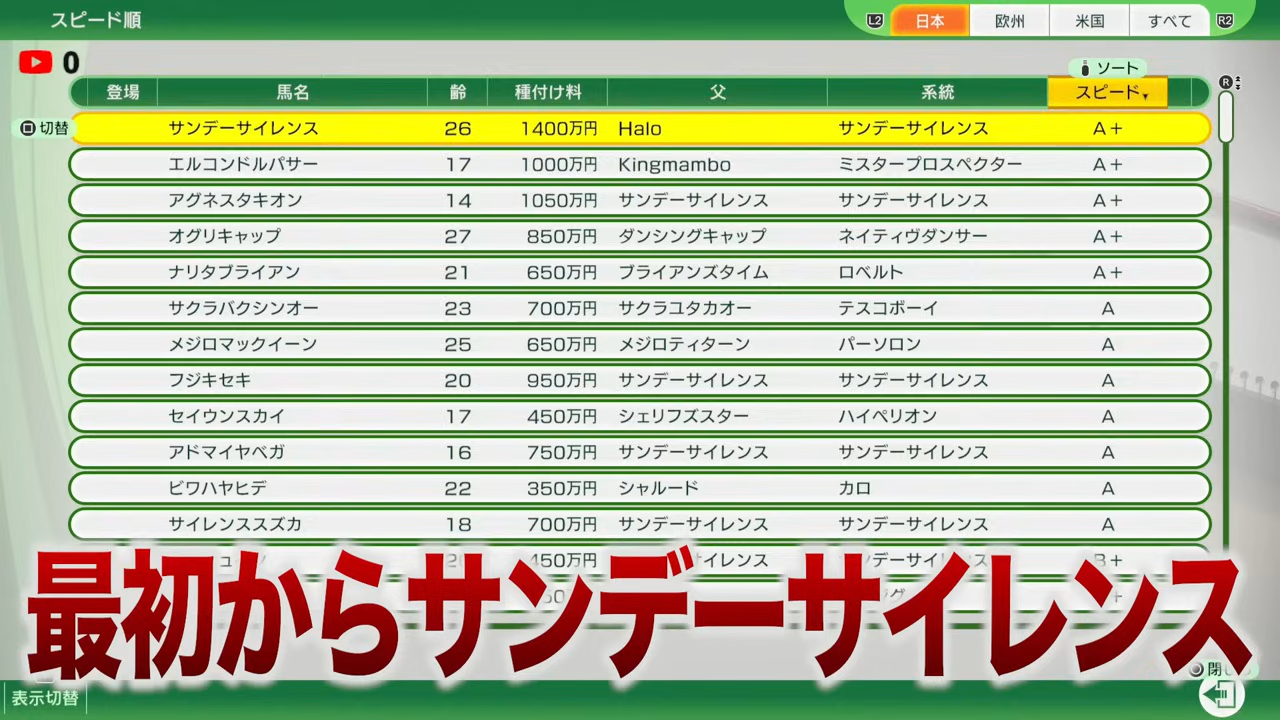 スピード順
L2 日本 欧州 米国 すべて R2
0
ソート
登場 馬名 齢 種付け料 父 系統 スピード R
切替 サンデーサイレンス 26 1400万円 Halo サンデーサイレンス A+
エルコンドルパサー 17 1000万円 Kingmambo ミスタープロスペクター A+
アグネスタキオン 14 1050万円 サンデーサイレンス サンデーサイレンス A+
オグリキャップ 27 850万円 ダンシングキャップ ネイティヴダンサー A+
ナリタブライアン 21 650万円 ブライアンズタイム ロベルト A+
サクラバクシンオー 23 700万円 サクラユタカオー テスコボーイ A
メジロマックイーン 25 650万円 メジロティターン パーソロン A
フジキセキ 20 950万円 サンデーサイレンス サンデーサイレンス A
セイウンスカイ 17 450万円 シェリフズスター ハイペリオン A
アドマイヤベガ 16 750万円 サンデーサイレンス サンデーサイレンス A
ビワハヤヒデ 22 350万円 シャルード カロ A
サイレンススズカ 18 700万円 サンデーサイレンス サンデーサイレンス A
450万円 B+
最初からサンデーサイレンス
表示切替